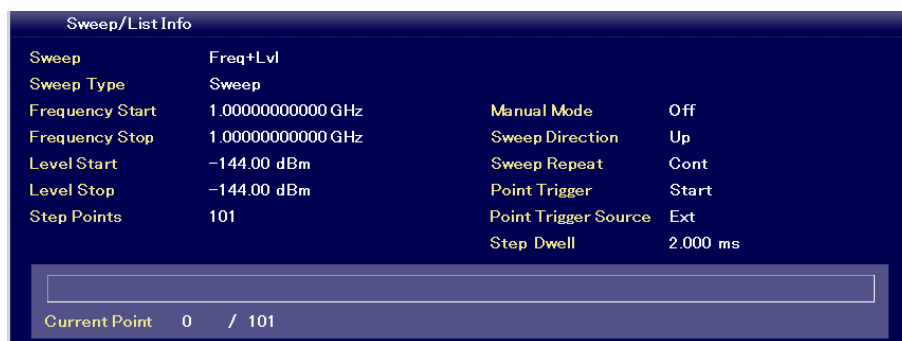 Sweep/List Info
Sweep Freq+Lvl
Sweep Type Sweep
Frequency Start 1.00000000000 GHz Manual Mode Off
Frequency Stop 1.00000000000 GHz Sweep Direction Up
Level Start -144.00 dBm Sweep Repeat Cont
Level Stop -144.00 dBm Point Trigger Start
Step Points 101 Point Trigger Source Ext
Step Dwell 2.000 ms
Current Point 0 / 101